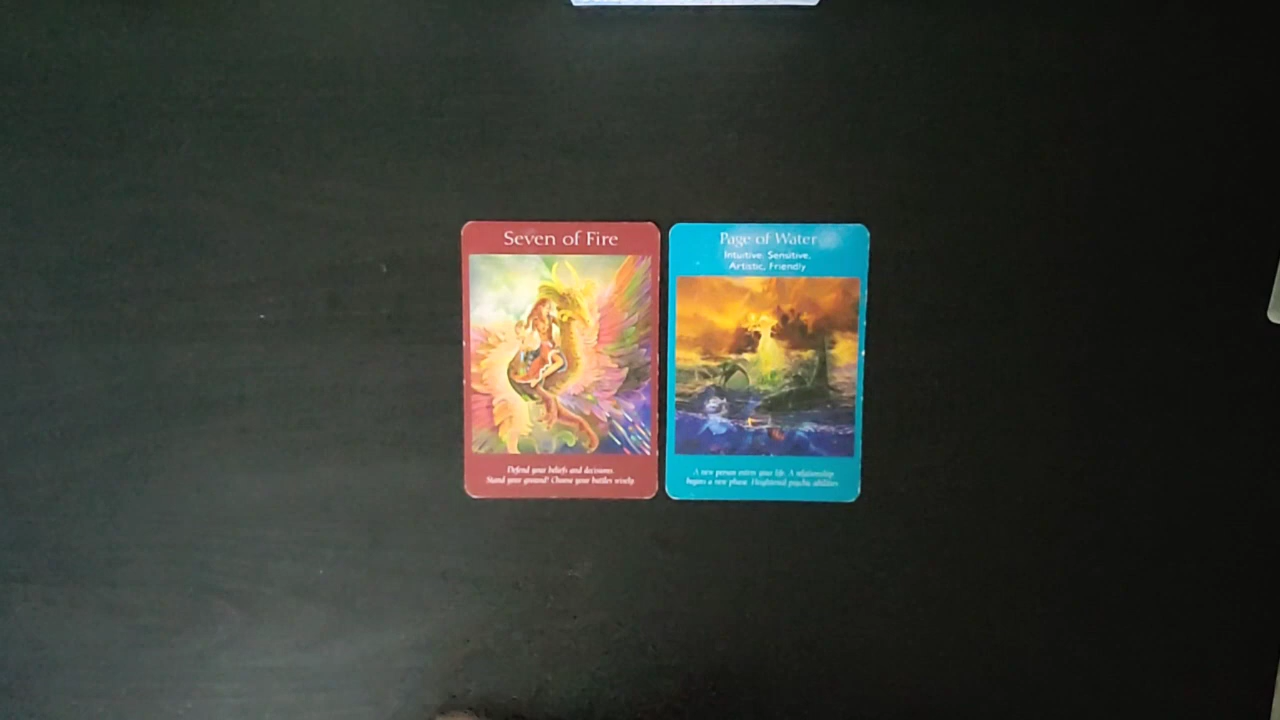 Seven of Fire
Defend your beliefs and decisions.
Stand your ground! Choose your battles wisely.
Page of Water
Intuitive, Sensitive,
Artistic, Friendly
A new person enters your life. A relationship
begins a new phase. Heightened psychic abilities.